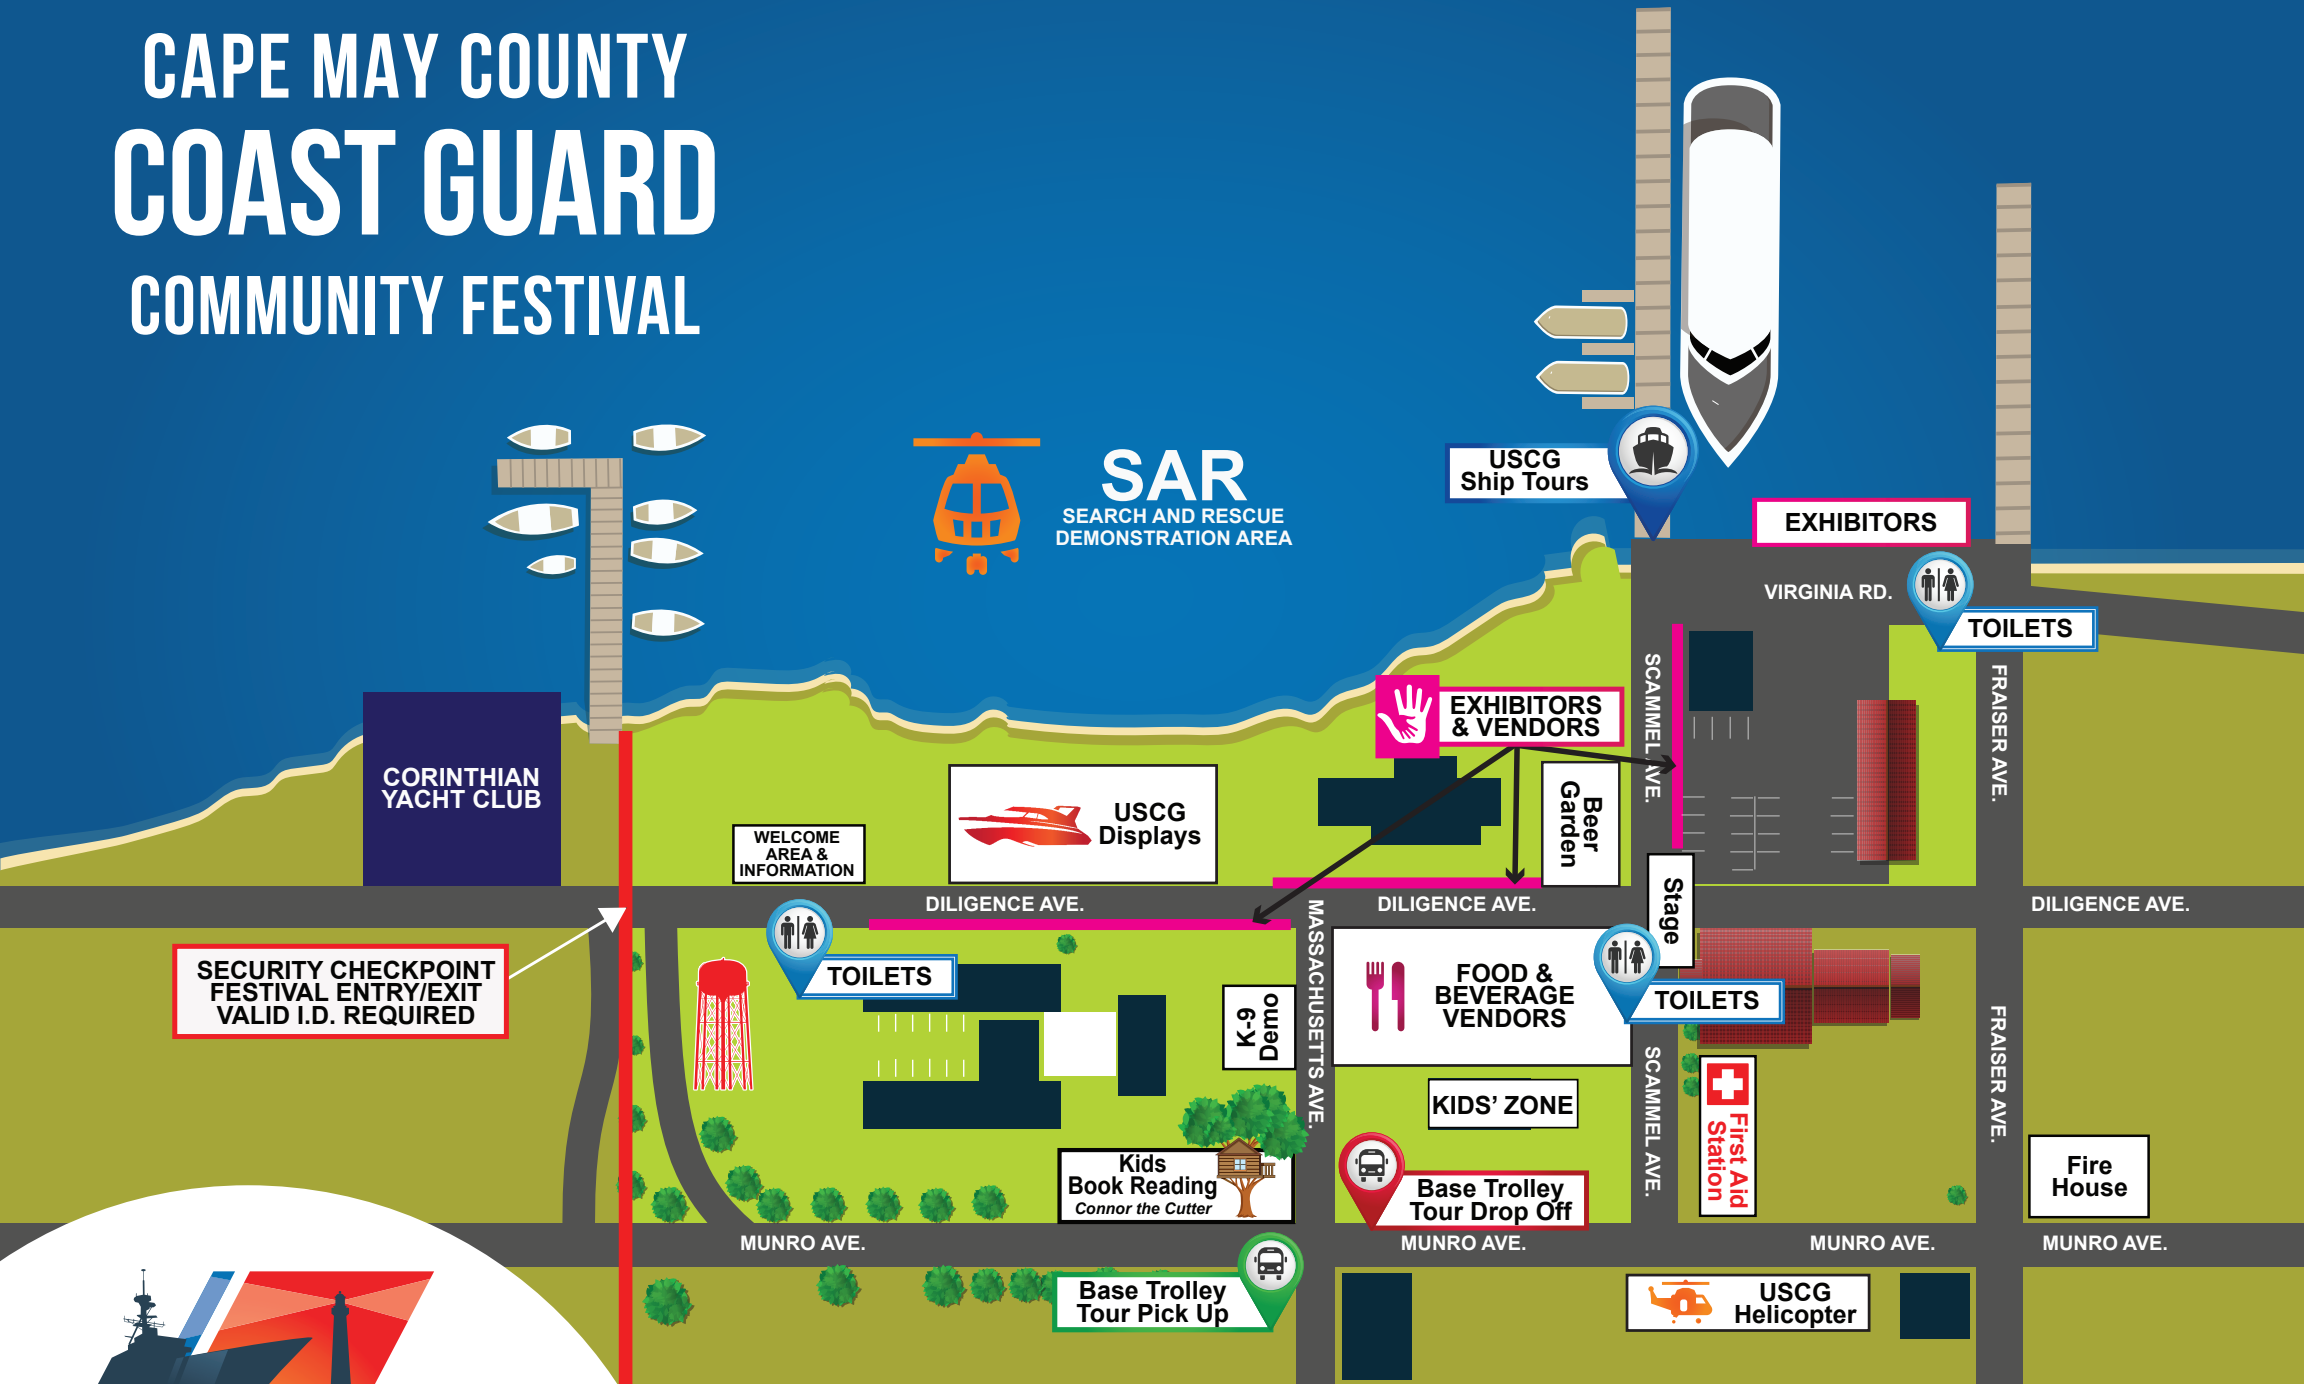 CAPE MAY COUNTY
COAST GUARD
COMMUNITY FESTIVAL
SAR
SEARCH AND RESCUE
DEMONSTRATION AREA
USCG
Ship Tours
EXHIBITORS
VIRGINIA RD.
TOILETS
SCAMMEL AVE.
FRAISER AVE.
EXHIBITORS
& VENDORS
CORINTHIAN
YACHT CLUB
WELCOME
AREA &
INFORMATION
USCG
Displays
Beer
Garden
Stage
DILIGENCE AVE.
DILIGENCE AVE.
DILIGENCE AVE.
SECURITY CHECKPOINT
FESTIVAL ENTRY/EXIT
VALID I.D. REQUIRED
TOILETS
K-9
Demo
MASSACHUSETTS AVE.
FOOD &
BEVERAGE
VENDORS
TOILETS
KIDS' ZONE
SCAMMEL AVE.
First Aid
Station
FRAISER AVE.
Fire
House
Kids
Book Reading
Connor the Cutter
Base Trolley
Tour Drop Off
MUNRO AVE.
MUNRO AVE.
MUNRO AVE.
MUNRO AVE.
Base Trolley
Tour Pick Up
USCG
Helicopter